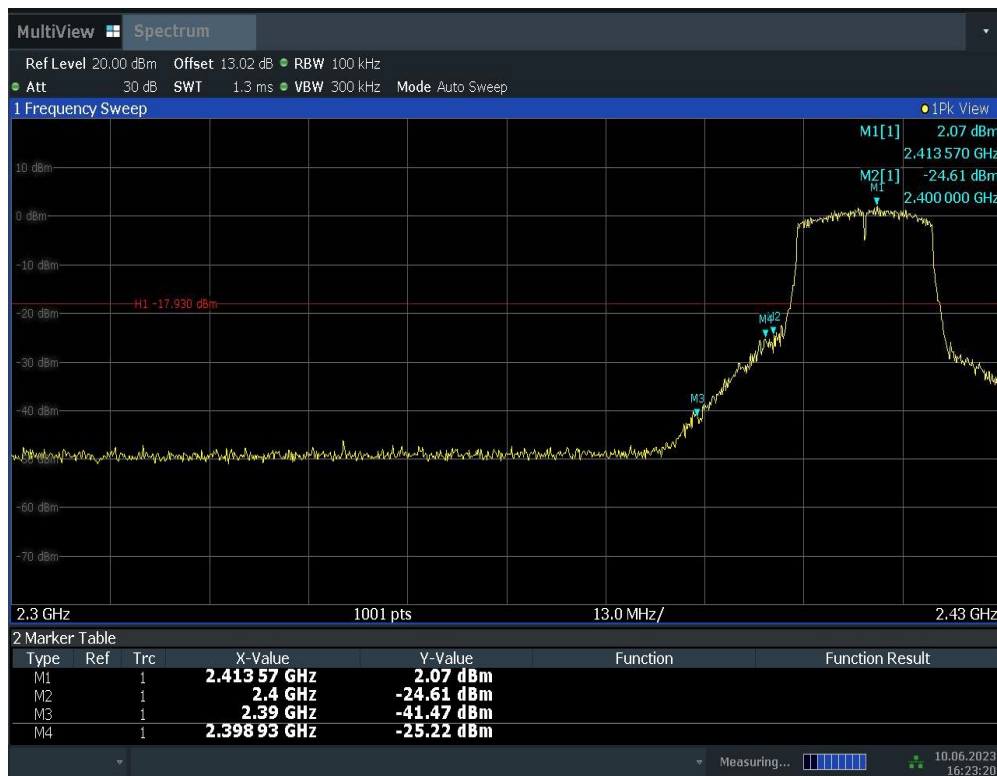 MultiView Spectrum
Ref Level 20.00 dBm Offset 13.02 dB RBW 100 kHz
Att 30 dB SWT 1.3 ms VBW 300 kHz Mode Auto Sweep
1 Frequency Sweep 1Pk View
M1[1] 2.07 dBm
2.413 570 GHz
10 dBm
M2[1] -24.61 dBm
M1
2.400 000 GHz
0 dBm
-10 dBm
H1 -17.930 dBm
-20 dBm
M4 M2
-30 dBm
M3
-40 dBm
-50 dBm
-60 dBm
-70 dBm
2.3 GHz 1001 pts 13.0 MHz/ 2.43 GHz
2 Marker Table
Type Ref Trc X-Value Y-Value Function Function Result
M1 1 2.413 57 GHz 2.07 dBm
M2 1 2.4 GHz -24.61 dBm
M3 1 2.39 GHz -41.47 dBm
M4 1 2.398 93 GHz -25.22 dBm
Measuring... 10.06.2023
16:23:20